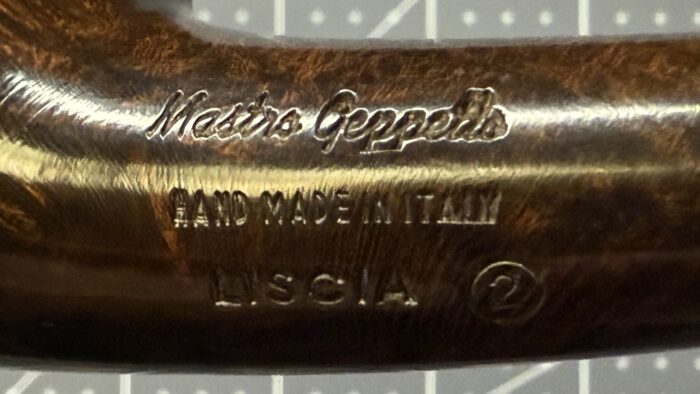 Mastro Geppetto
HAND MADE IN ITALY
LISCIA 2